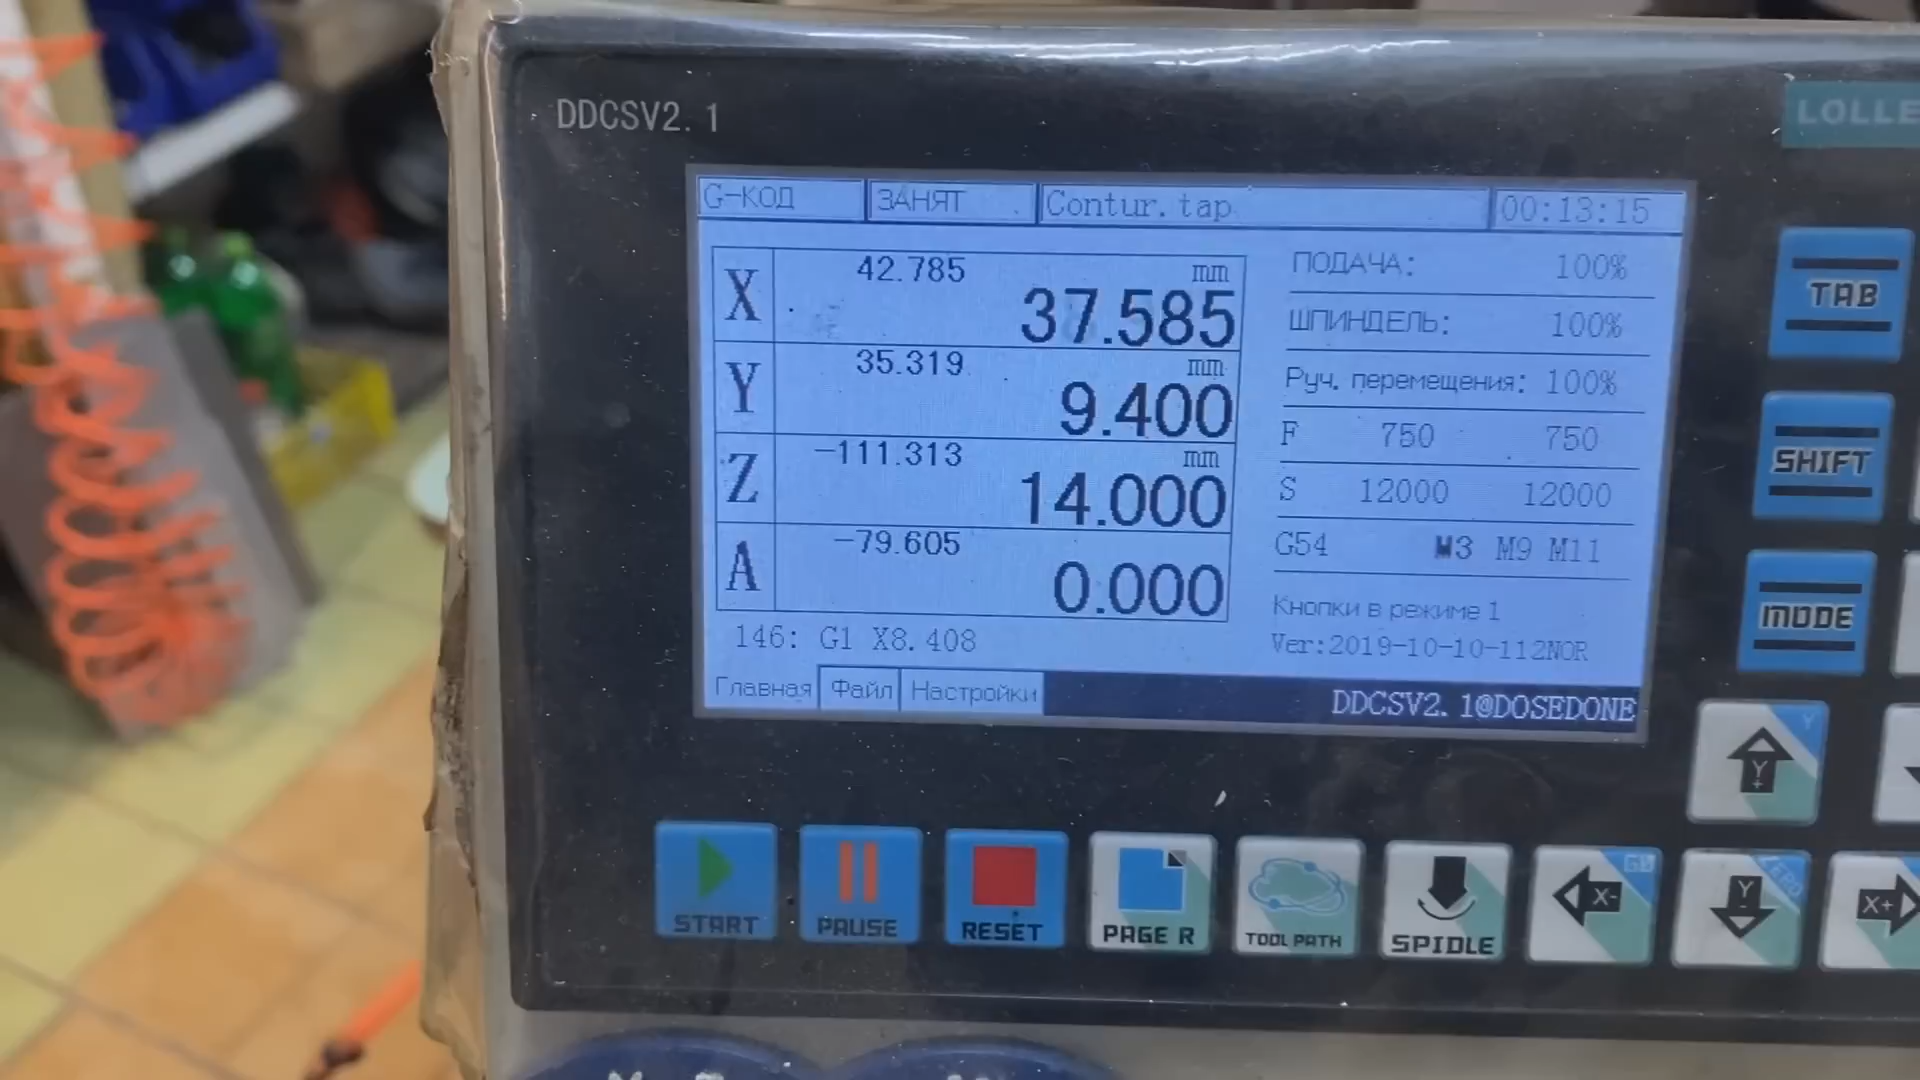 DDCSV2.1
LOLLE
G-КОД ЗАНЯТ Contur.tap 00:13:15
X 42.785 mm 37.585
Y 35.319 mm 9.400
Z -111.313 mm 14.000
A -79.605 0.000
146: G1 X8.408
ПОДАЧА: 100%
ШПИНДЕЛЬ: 100%
Руч. перемещения: 100%
F 750 750
S 12000 12000
G54 M3 M9 M11
Кнопки в режиме 1
Ver:2019-10-10-112NOR
Главная Файл Настройки DDCSV2.1@DOSEDONE
TAB
SHIFT
MODE
Y
Y+
START
PAUSE
RESET
PAGE R
TOOL PATH
SPIDLE
X-
Y-
ZERO
X+